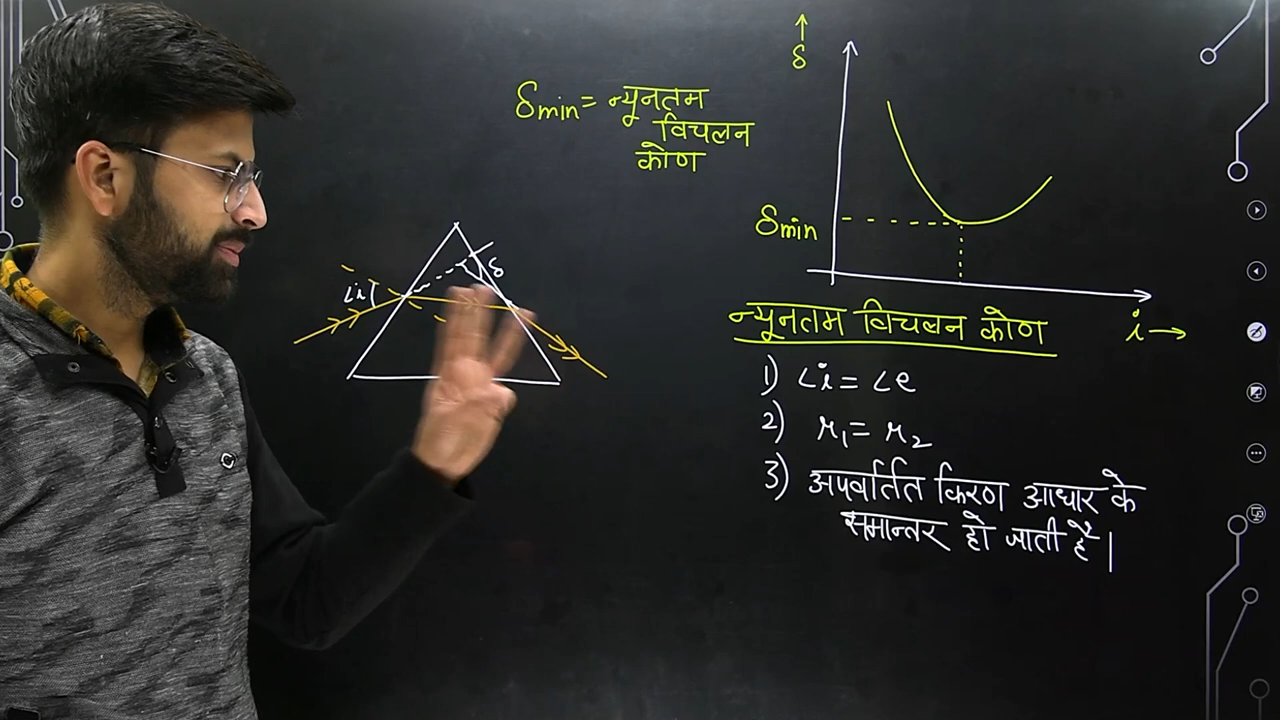 δmin = न्यूनतम
विचलन
कोण
∠i
δ
↑
δ
δmin
i→
न्यूनतम विचलन कोण
1) ∠i = ∠e
2) r₁ = r₂
3) अपवर्तित किरण आधार के
समान्तर हो जाती है।